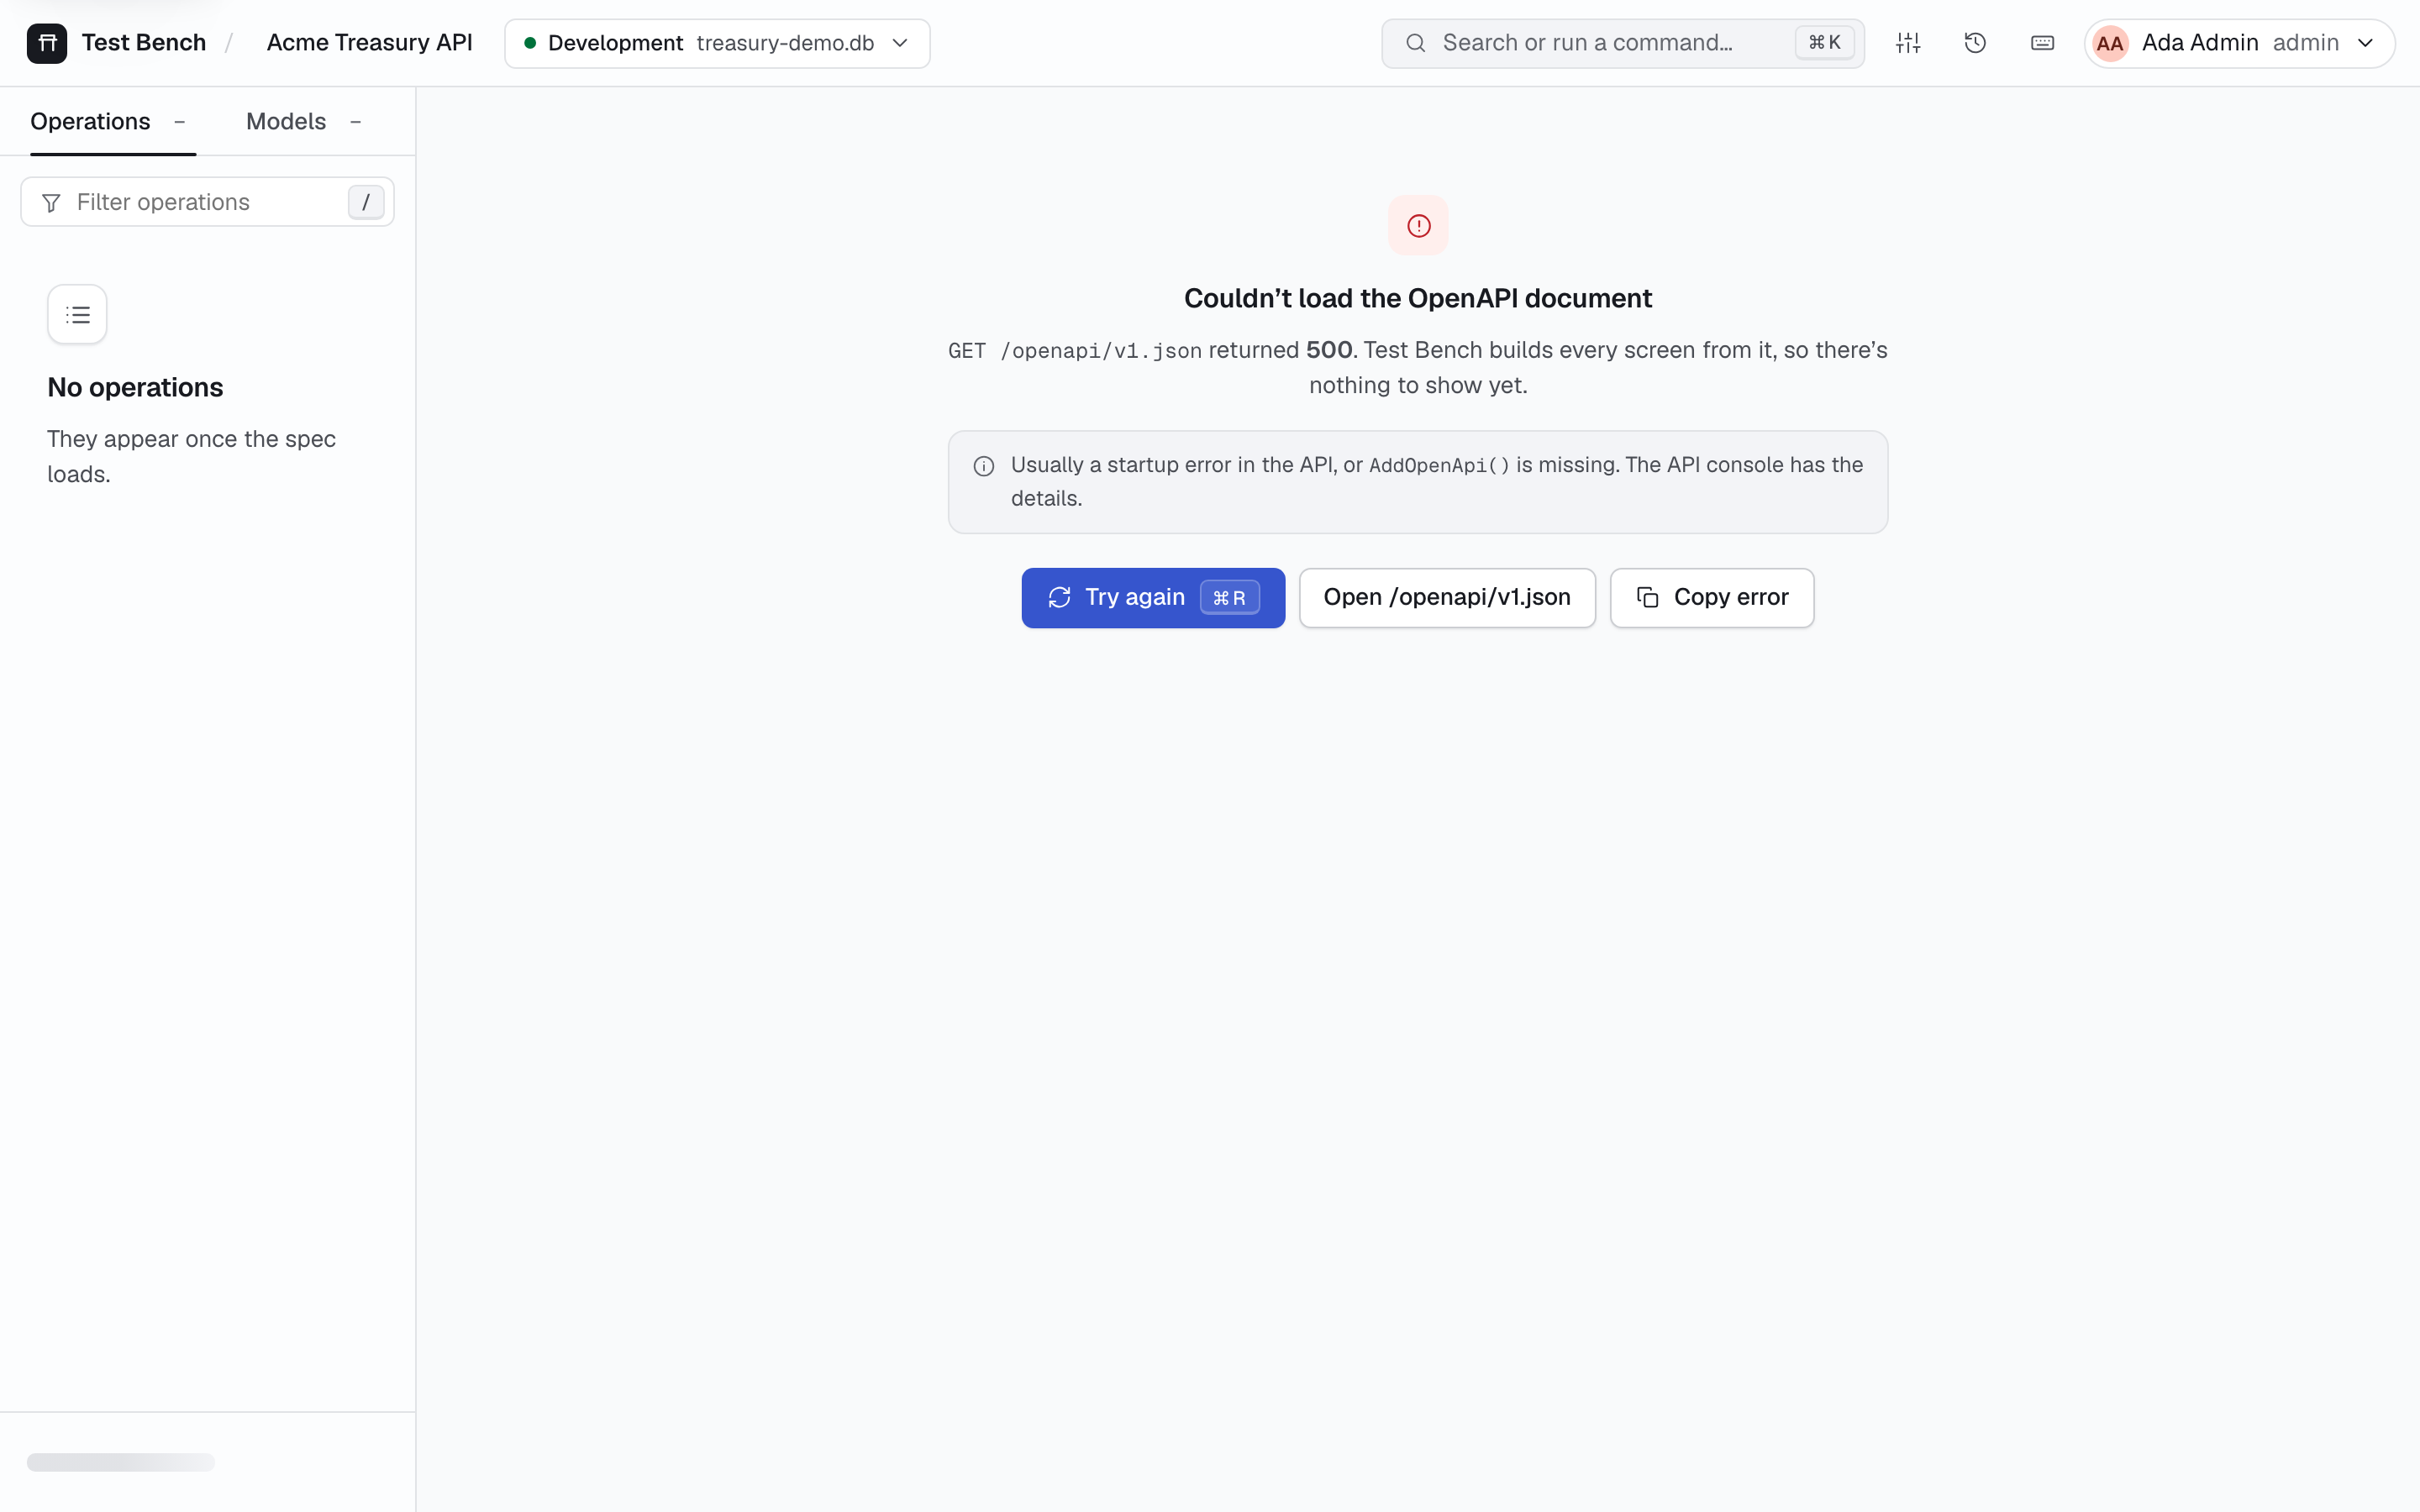 Test Bench / Acme Treasury API Development treasury-demo.db Search or run a command... ⌘K AA Ada Admin admin
Operations – Models –
Filter operations /
No operations
They appear once the spec
loads.
Couldn’t load the OpenAPI document
GET /openapi/v1.json returned 500. Test Bench builds every screen from it, so there’s
nothing to show yet.
Usually a startup error in the API, or AddOpenApi() is missing. The API console has the
details.
Try again ⌘R Open /openapi/v1.json Copy error